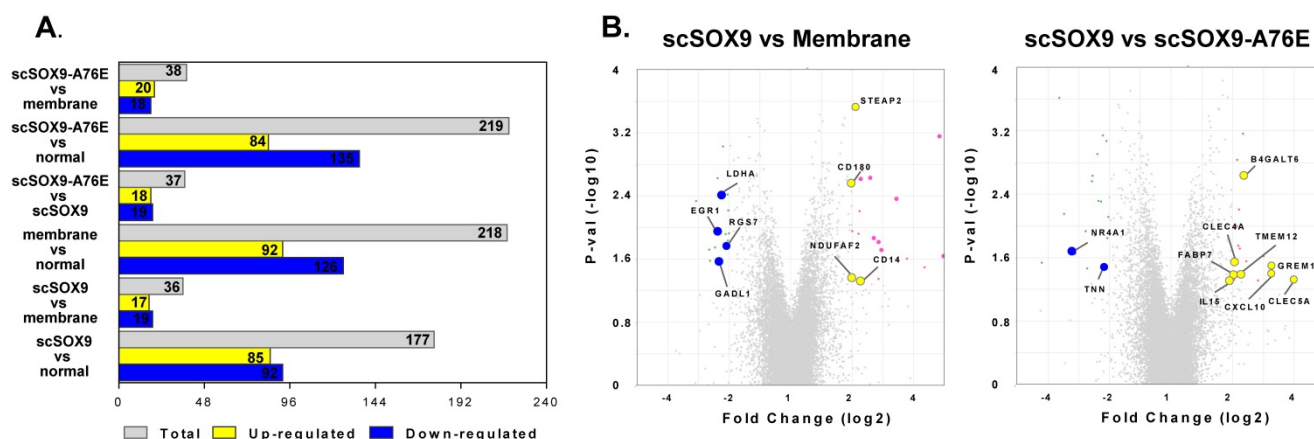 A.
scSOX9-A76E
vs
membrane
38
20
18
scSOX9-A76E
vs
normal
219
84
135
scSOX9-A76E
vs
scSOX9
37
18
19
membrane
vs
normal
218
92
126
scSOX9
vs
membrane
36
17
19
scSOX9
vs
normal
177
85
92
0 48 96 144 192 240
Total Up-regulated Down-regulated
B.
scSOX9 vs Membrane
P-val (-log10)
4
3.2
2.4
1.6
0.8
0
STEAP2
CD180
LDHA
EGR1
RGS7
NDUFAF2
CD14
GADL1
-4 -2 1 2 4
Fold Change (log2)
scSOX9 vs scSOX9-A76E
P-val (-log10)
4
3.2
2.4
1.6
0.8
0
B4GALT6
CLEC4A
NR4A1
TMEM12
FABP7
GREM1
TNN
IL15
CXCL10
CLEC5A
-4 -2 1 2 4
Fold Change (log2)